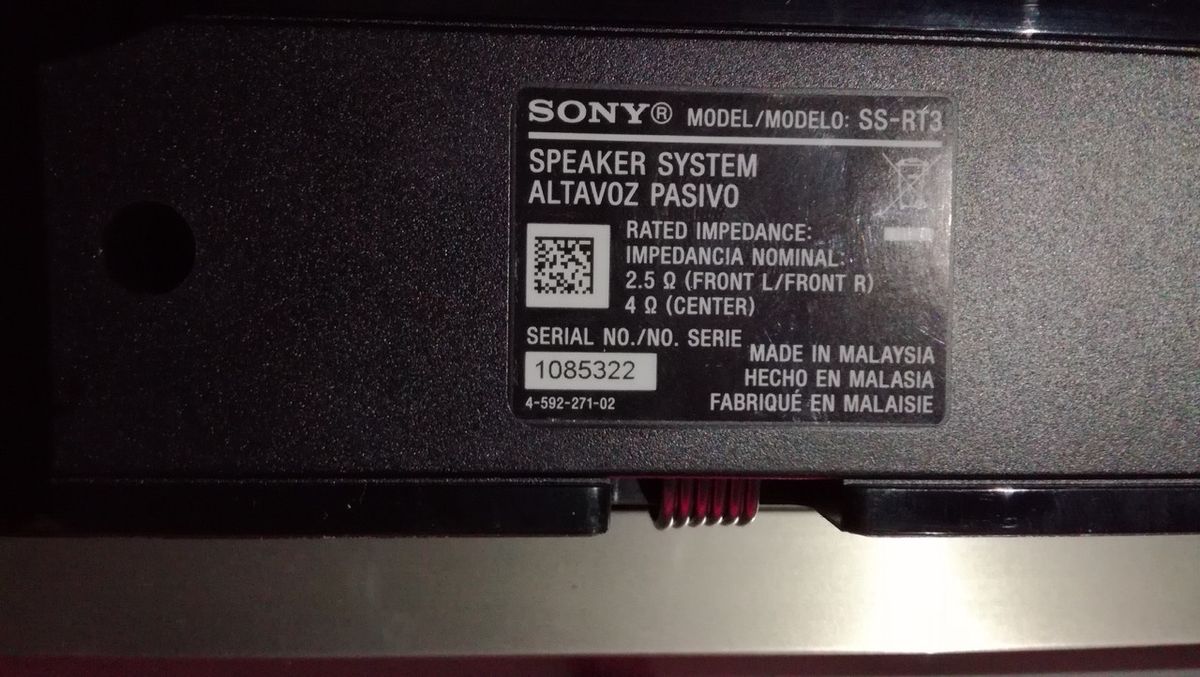 SONY® MODEL/MODELO: SS-RT3
SPEAKER SYSTEM
ALTAVOZ PASIVO
RATED IMPEDANCE:
IMPEDANCIA NOMINAL:
2.5 Ω (FRONT L/FRONT R)
4 Ω (CENTER)
SERIAL NO./NO. SERIE
1085322
4-592-271-02
MADE IN MALAYSIA
HECHO EN MALASIA
FABRIQUÉ EN MALAISIE